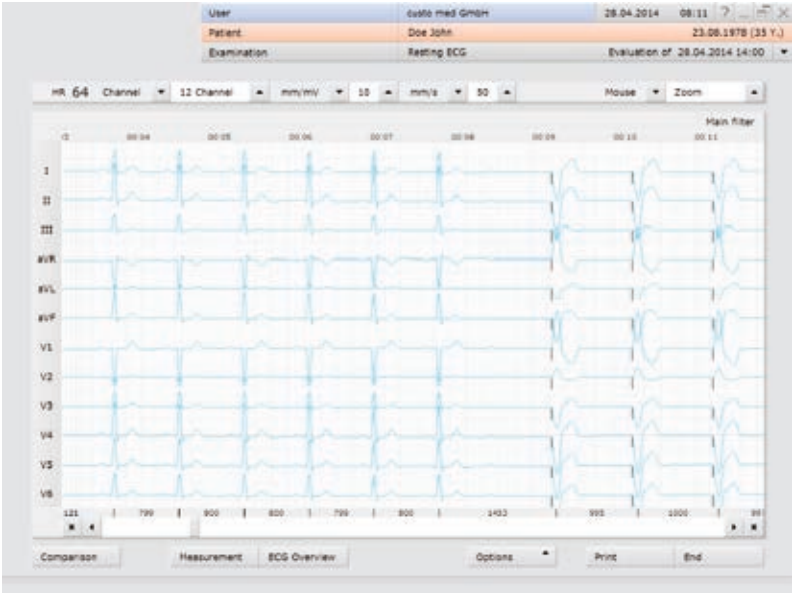 User custo med GmbH 28.04.2014 08:11 ?
Patient Doe John 23.08.1978 (35 Y.)
Examination Resting ECG Evaluation of 28.04.2014 14:00
HR 64 Channel 12 Channel mm/mV 10 mm/s 50 Mouse Zoom
Main filter
00:04 00:05 00:06 00:07 00:08 00:09 00:10 00:11
I
II
III
aVR
aVL
aVF
V1
V2
V3
V4
V5
V6
121 799 800 800 799 800 1453 995 1000
Comparison Measurement ECG Overview Options Print End